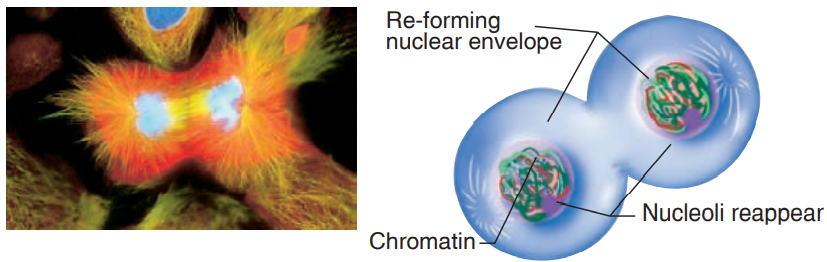 Re-forming
nuclear envelope
Nucleoli reappear
Chromatin